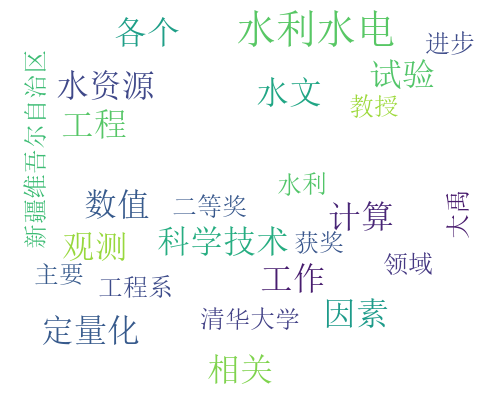 各个
水利水电
进步
水资源
水文
试验
教授
工程
新疆维吾尔自治区
数值
二等奖
水利
计算
大禹
观测
科学技术
获奖
领域
主要
工程系
工作
定量化
清华大学
因素
相关